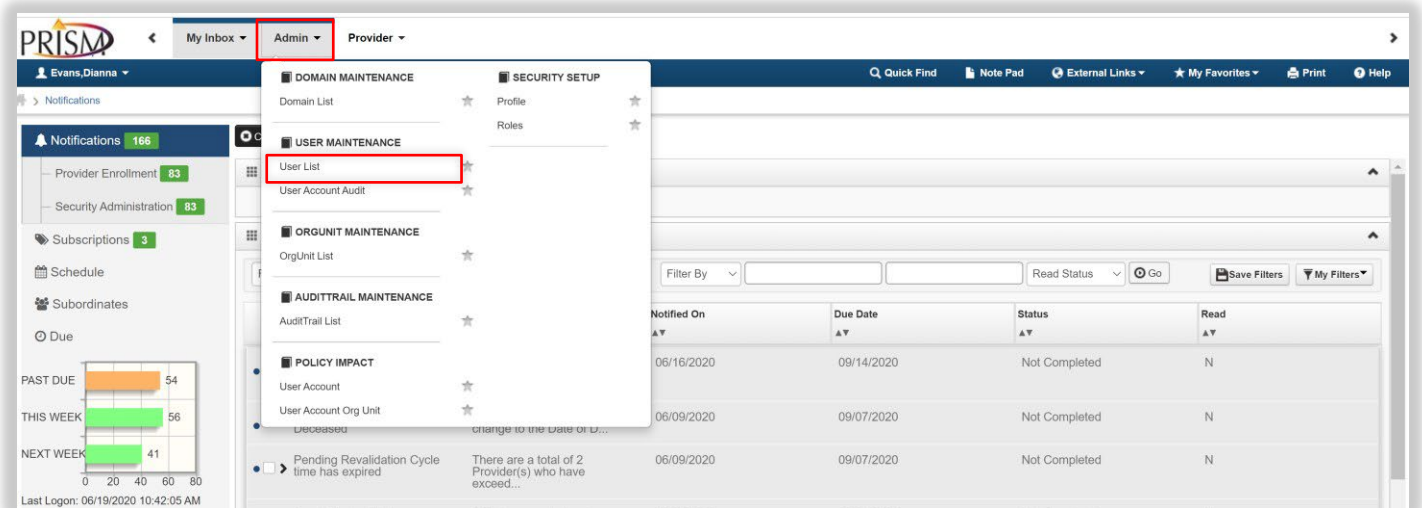 PRISM
My Inbox
Admin
Provider
Evans,Dianna
Quick Find
Note Pad
External Links
My Favorites
Print
Help
Notifications
DOMAIN MAINTENANCE
Domain List
USER MAINTENANCE
User List
User Account Audit
ORGUNIT MAINTENANCE
OrgUnit List
AUDITTRAIL MAINTENANCE
AuditTrail List
POLICY IMPACT
User Account
User Account Org Unit
SECURITY SETUP
Profile
Roles
Notifications 166
Provider Enrollment 83
Security Administration 83
Subscriptions 3
Schedule
Subordinates
Due
PAST DUE 54
THIS WEEK 56
NEXT WEEK 41
0 20 40 60 80
Last Logon: 06/19/2020 10:42:05 AM
Filter By
Read Status
Go
Save Filters
My Filters
Notified On Due Date Status Read
06/16/2020 09/14/2020 Not Completed N
Deceased
change to the Date of D...
06/09/2020 09/07/2020 Not Completed N
Pending Revalidation Cycle
time has expired
There are a total of 2
Provider(s) who have
exceed...
06/09/2020 09/07/2020 Not Completed N